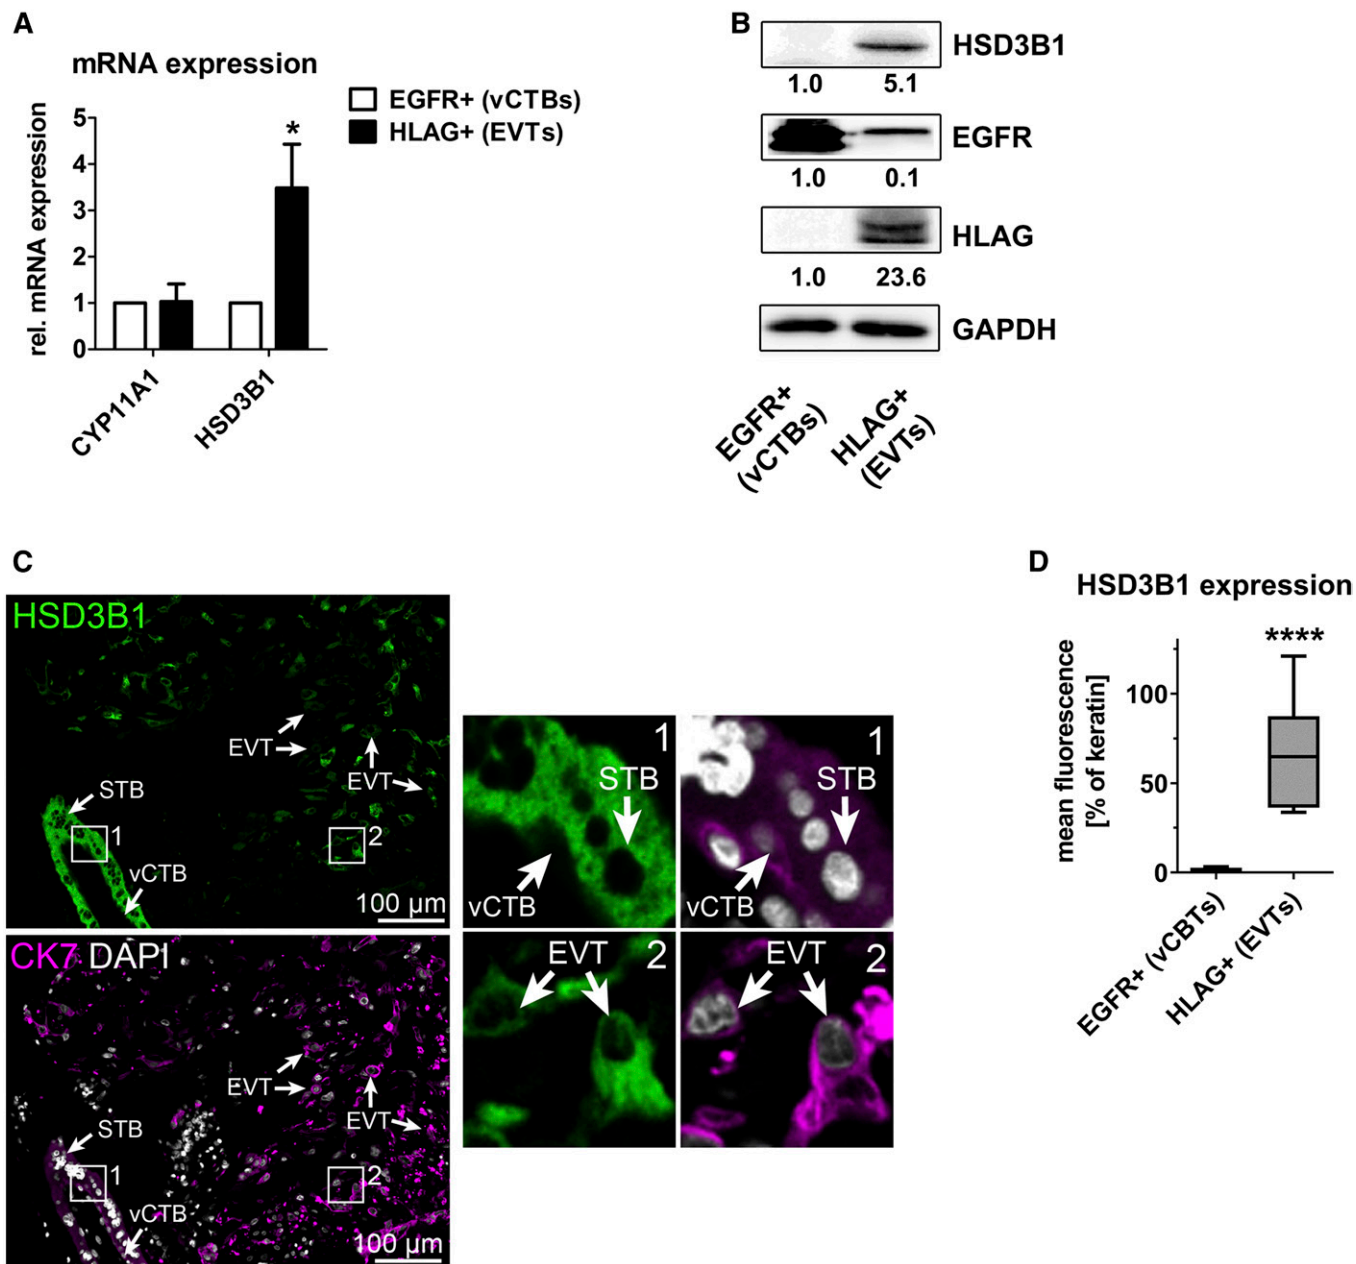 A
mRNA expression
EGFR+ (vCTBs)
HLAG+ (EVTs)
rel. mRNA expression
5
4
3
2
1
0
*
CYP11A1
HSD3B1
B
HSD3B1
1.0 5.1
EGFR
1.0 0.1
HLAG
1.0 23.6
GAPDH
EGFR+
(vCTBs)
HLAG+
(EVTs)
C
HSD3B1
EVT
EVT
STB
1
2
vCTB
100 µm
CK7 DAPI
EVT
EVT
STB
1
2
vCTB
100 µm
1
STB
vCTB
1
STB
vCTB
EVT 2
EVT 2
D
HSD3B1 expression
****
mean fluorescence
[% of keratin]
100
50
0
EGFR+ (vCBTs)
HLAG+ (EVTs)